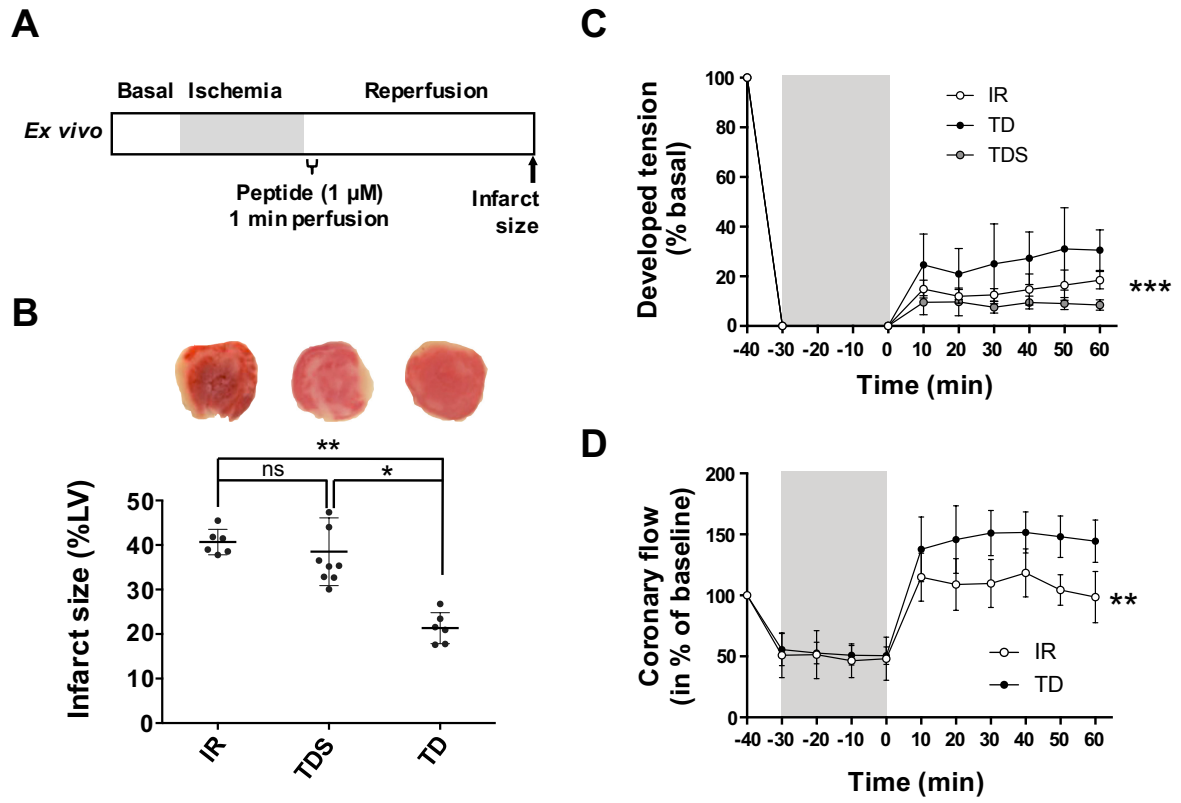 A
Basal Ischemia Reperfusion
Ex vivo
Peptide (1 µM)
1 min perfusion
Infarct
size
B
**
ns *
Infarct size (%LV)
50
40
30
20
10
0
IR TDS TD
C
Developed tension
(% basal)
100
80
60
40
20
0
IR
TD
TDS
***
-40 -30 -20 -10 0 10 20 30 40 50 60
Time (min)
D
Coronary flow
(in % of baseline)
200
150
100
50
0
**
IR
TD
-40 -30 -20 -10 0 10 20 30 40 50 60
Time (min)